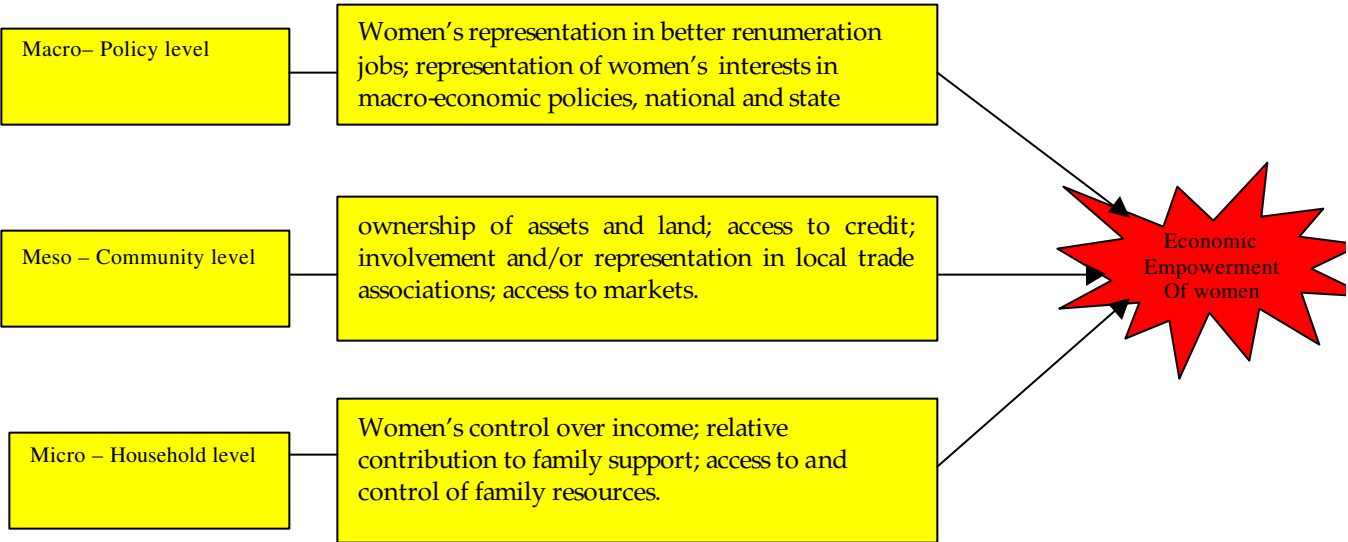 Macro– Policy level
Women’s representation in better renumeration
jobs; representation of women’s interests in
macro-economic policies, national and state
Meso – Community level
ownership of assets and land; access to credit;
involvement and/or representation in local trade
associations; access to markets.
Economic
Empowerment
Of women
Micro – Household level
Women’s control over income; relative
contribution to family support; access to and
control of family resources.